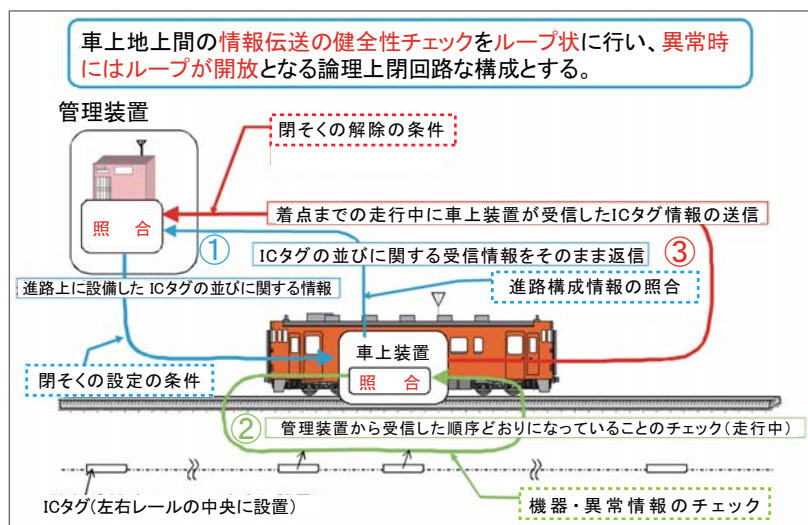 車上地上間の情報伝送の健全性チェックをループ状に行い、異常時
にはループが開放となる論理上閉回路な構成とする。
管理装置
閉そくの解除の条件
照　合
着点までの走行中に車上装置が受信したICタグ情報の送信
①
ICタグの並びに関する受信情報をそのまま返信
③
進路上に設備した ICタグの並びに関する情報
進路構成情報の照合
車上装置
照　合
閉そくの設定の条件
②
管理装置から受信した順序どおりになっていることのチェック(走行中)
ICタグ(左右レールの中央に設置)
機器・異常情報のチェック